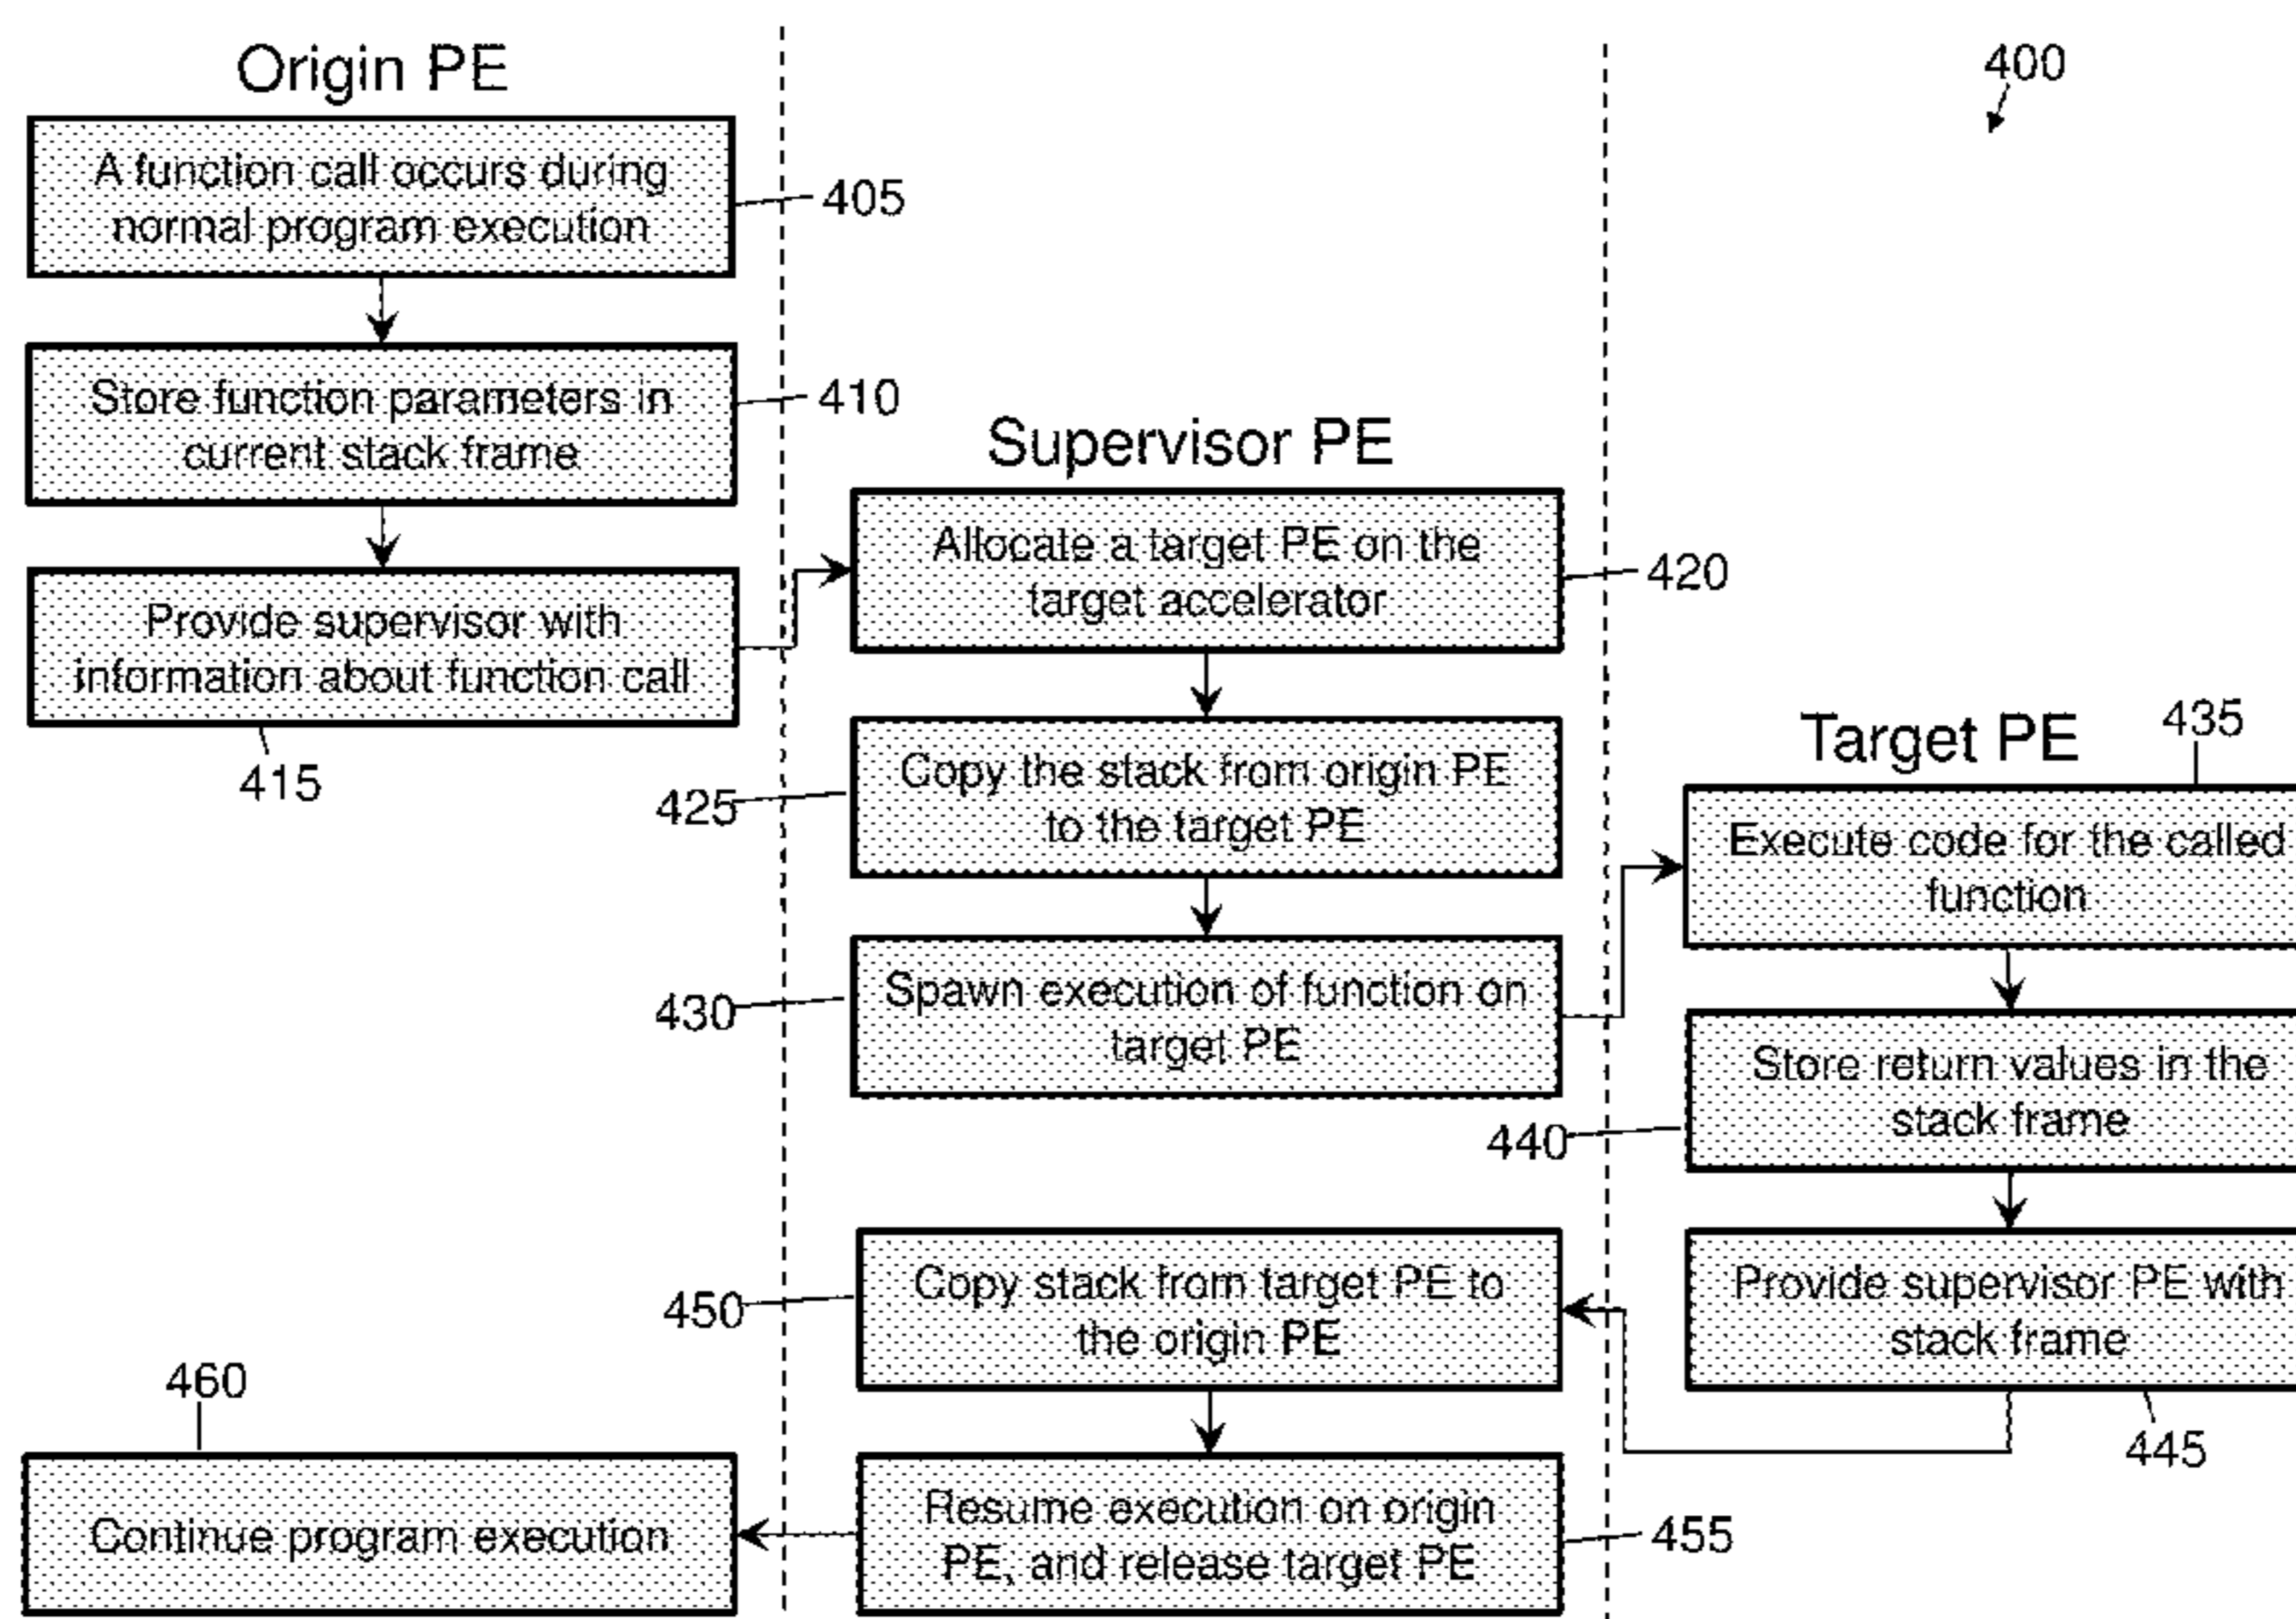 Origin PE
400
A function call occurs during
normal program execution
405
Store function parameters in
current stack frame
410
Provide supervisor with
information about function call
415
Supervisor PE
Allocate a target PE on the
target accelerator
420
Copy the stack from origin PE
to the target PE
425
Spawn execution of function on
target PE
430
Target PE
435
Execute code for the called
function
Store return values in the
stack frame
440
Provide supervisor PE with
stack frame
445
Copy stack from target PE to
the origin PE
450
Resume execution on origin
PE, and release target PE
455
460
Continue program execution